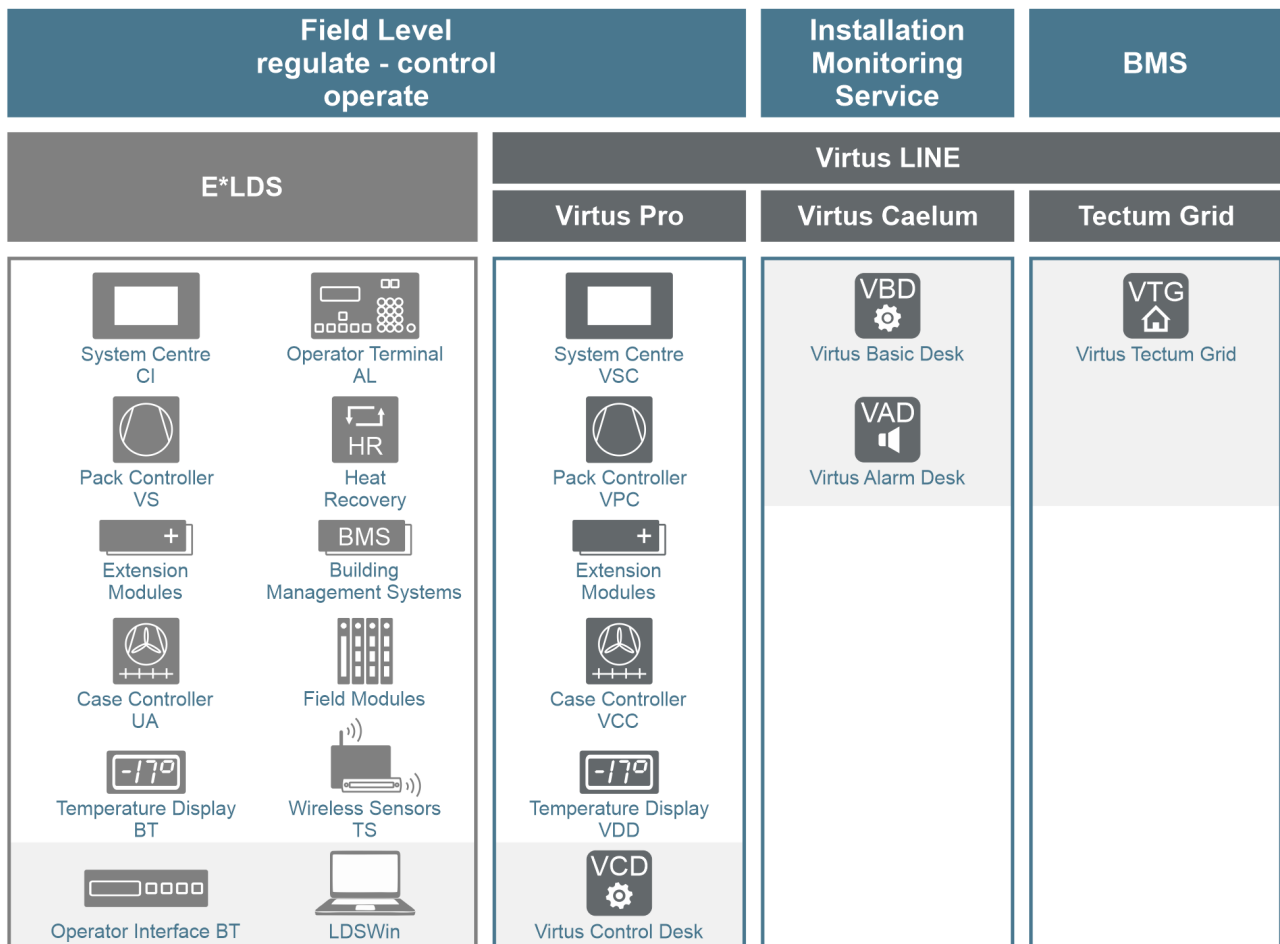 Field Level
regulate - control
operate
Installation
Monitoring
Service
BMS
E*LDS
Virtus LINE
Virtus Pro
Virtus Caelum
Tectum Grid
System Centre
CI
Operator Terminal
AL
Pack Controller
VS
HR
Heat
Recovery
+
Extension
Modules
BMS
Building
Management Systems
Case Controller
UA
Field Modules
-17°
Temperature Display
BT
Wireless Sensors
TS
Operator Interface BT
LDSWin
System Centre
VSC
Pack Controller
VPC
+
Extension
Modules
Case Controller
VCC
-17°
Temperature Display
VDD
VCD
Virtus Control Desk
VBD
Virtus Basic Desk
VAD
Virtus Alarm Desk
VTG
Virtus Tectum Grid